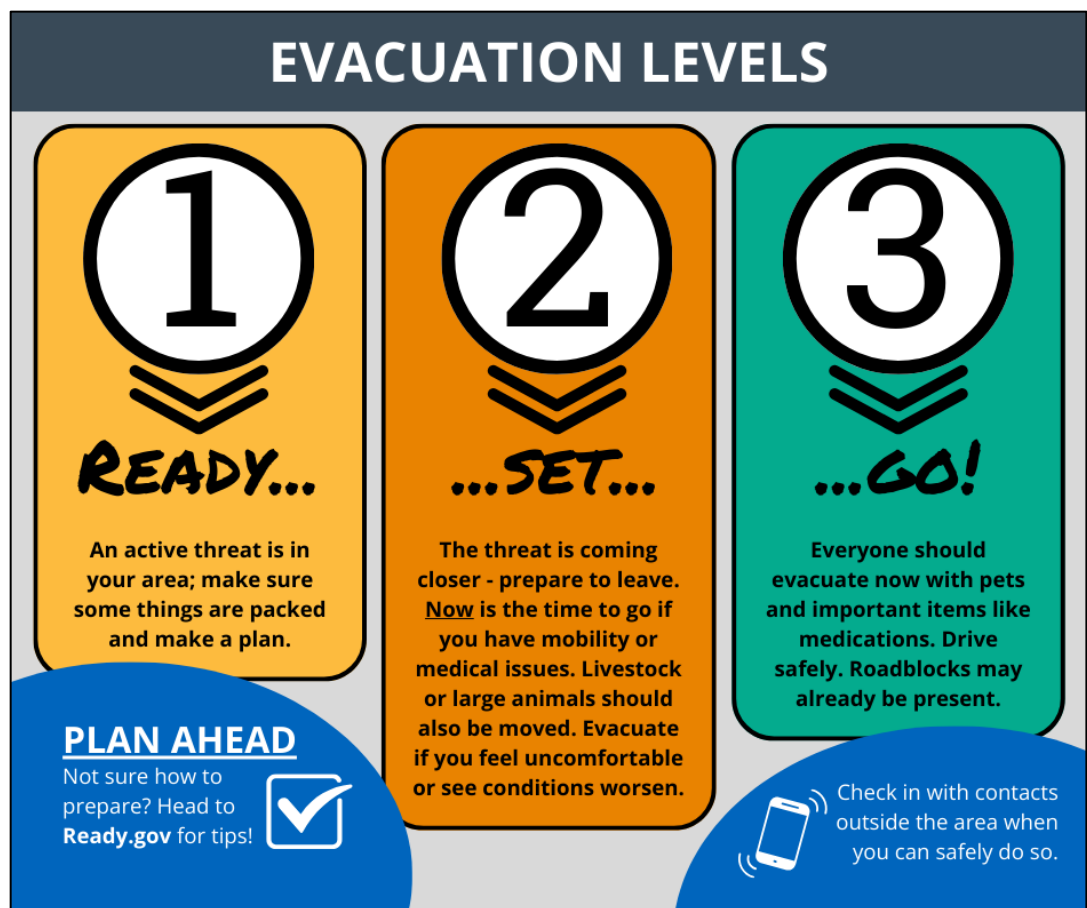 EVACUATION LEVELS
1
READY...
An active threat is in
your area; make sure
some things are packed
and make a plan.
2
...SET...
The threat is coming
closer - prepare to leave.
Now is the time to go if
you have mobility or
medical issues. Livestock
or large animals should
also be moved. Evacuate
if you feel uncomfortable
or see conditions worsen.
3
...GO!
Everyone should
evacuate now with pets
and important items like
medications. Drive
safely. Roadblocks may
already be present.
PLAN AHEAD
Not sure how to
prepare? Head to
Ready.gov for tips!
Check in with contacts
outside the area when
you can safely do so.